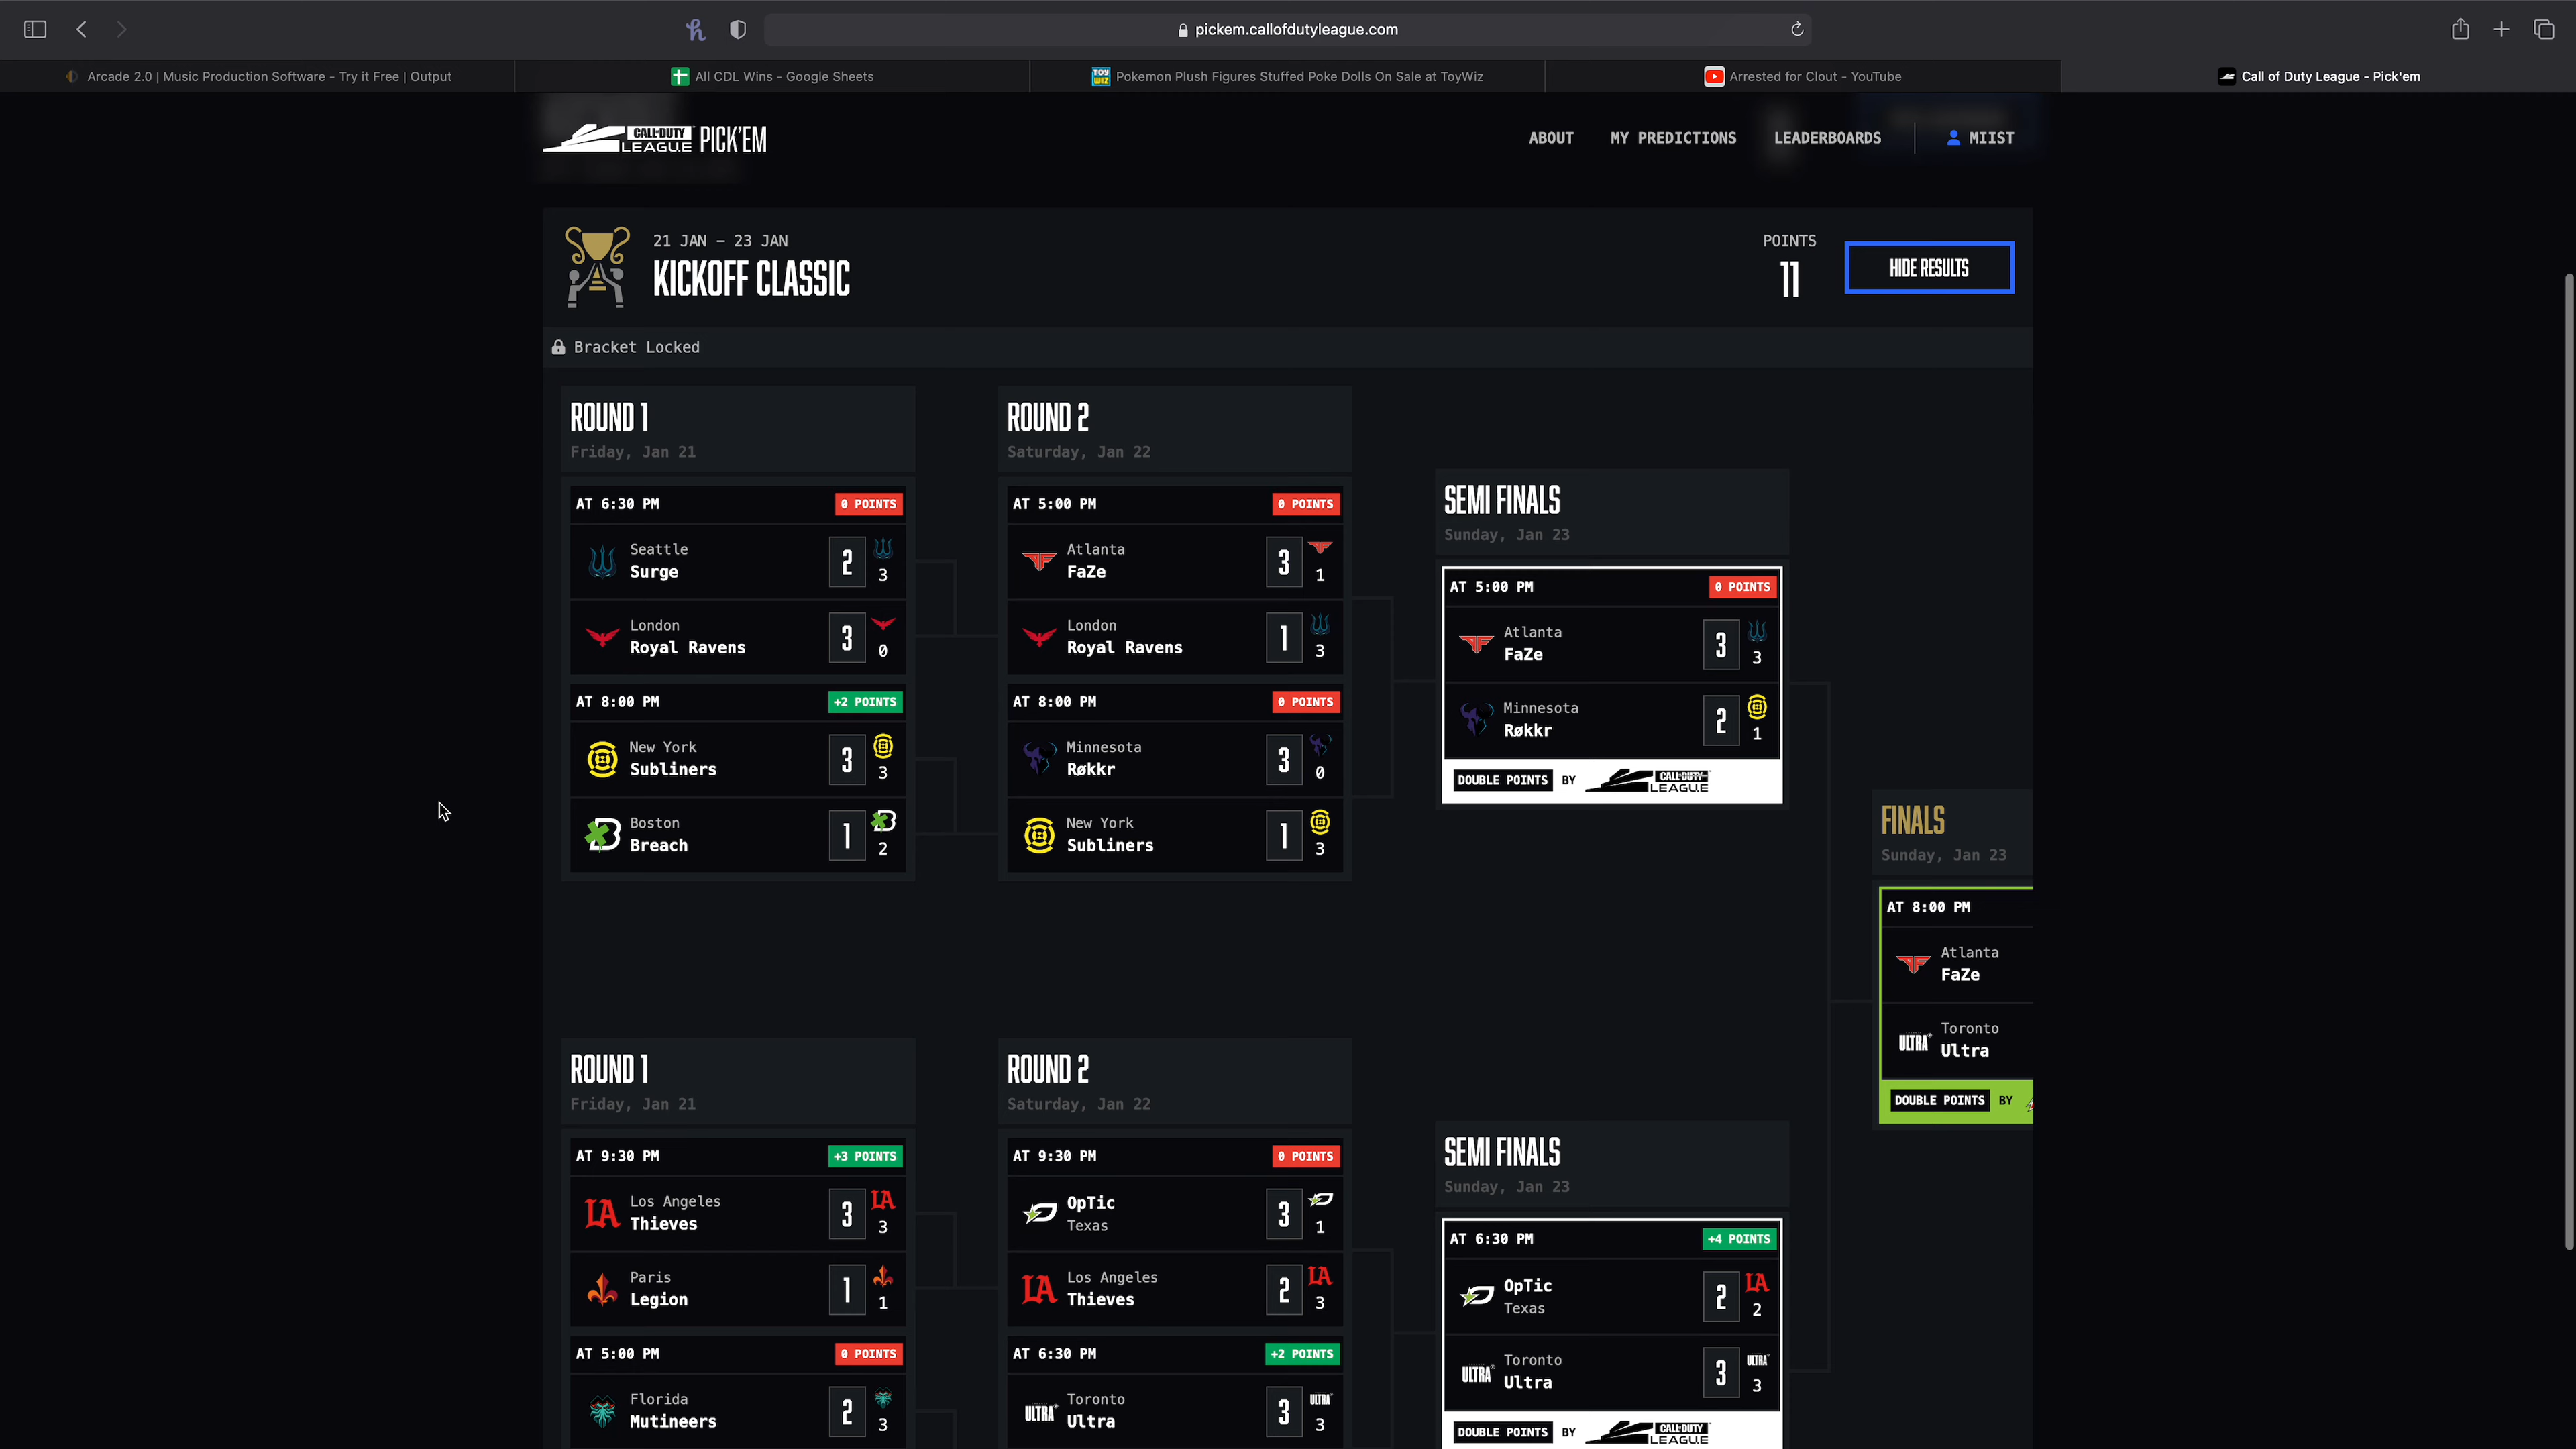 pickem.callofdutyleague.com
Arcade 2.0 | Music Production Software - Try it Free | Output
All CDL Wins - Google Sheets
Pokemon Plush Figures Stuffed Poke Dolls On Sale at ToyWiz
Arrested for Clout - YouTube
Call of Duty League - Pick'em
CALL·DUTY LEAGUE PICK'EM
ABOUT
MY PREDICTIONS
LEADERBOARDS
MIIST
21 JAN – 23 JAN
KICKOFF CLASSIC
POINTS
11
HIDE RESULTS
Bracket Locked
ROUND 1
Friday, Jan 21
AT 6:30 PM 0 POINTS
Seattle
Surge 2 3
London
Royal Ravens 3 0
AT 8:00 PM +2 POINTS
New York
Subliners 3 3
Boston
Breach 1 2
ROUND 2
Saturday, Jan 22
AT 5:00 PM 0 POINTS
Atlanta
FaZe 3 1
London
Royal Ravens 1 3
AT 8:00 PM 0 POINTS
Minnesota
Røkkr 3 0
New York
Subliners 1 3
SEMI FINALS
Sunday, Jan 23
AT 5:00 PM 0 POINTS
Atlanta
FaZe 3 3
Minnesota
Røkkr 2 1
DOUBLE POINTS BY CALL·DUTY LEAGUE
FINALS
Sunday, Jan 23
AT 8:00 PM
Atlanta
FaZe
Toronto
Ultra
DOUBLE POINTS BY
ROUND 1
Friday, Jan 21
AT 9:30 PM +3 POINTS
Los Angeles
Thieves 3 LA 3
Paris
Legion 1 1
AT 5:00 PM 0 POINTS
Florida
Mutineers 2 3
ROUND 2
Saturday, Jan 22
AT 9:30 PM 0 POINTS
OpTic
Texas 3 1
Los Angeles
Thieves 2 LA 3
AT 6:30 PM +2 POINTS
Toronto
Ultra 3 ULTRA 3
SEMI FINALS
Sunday, Jan 23
AT 6:30 PM +4 POINTS
OpTic
Texas 2 LA 2
Toronto
Ultra 3 ULTRA 3
DOUBLE POINTS BY CALL·DUTY LEAGUE